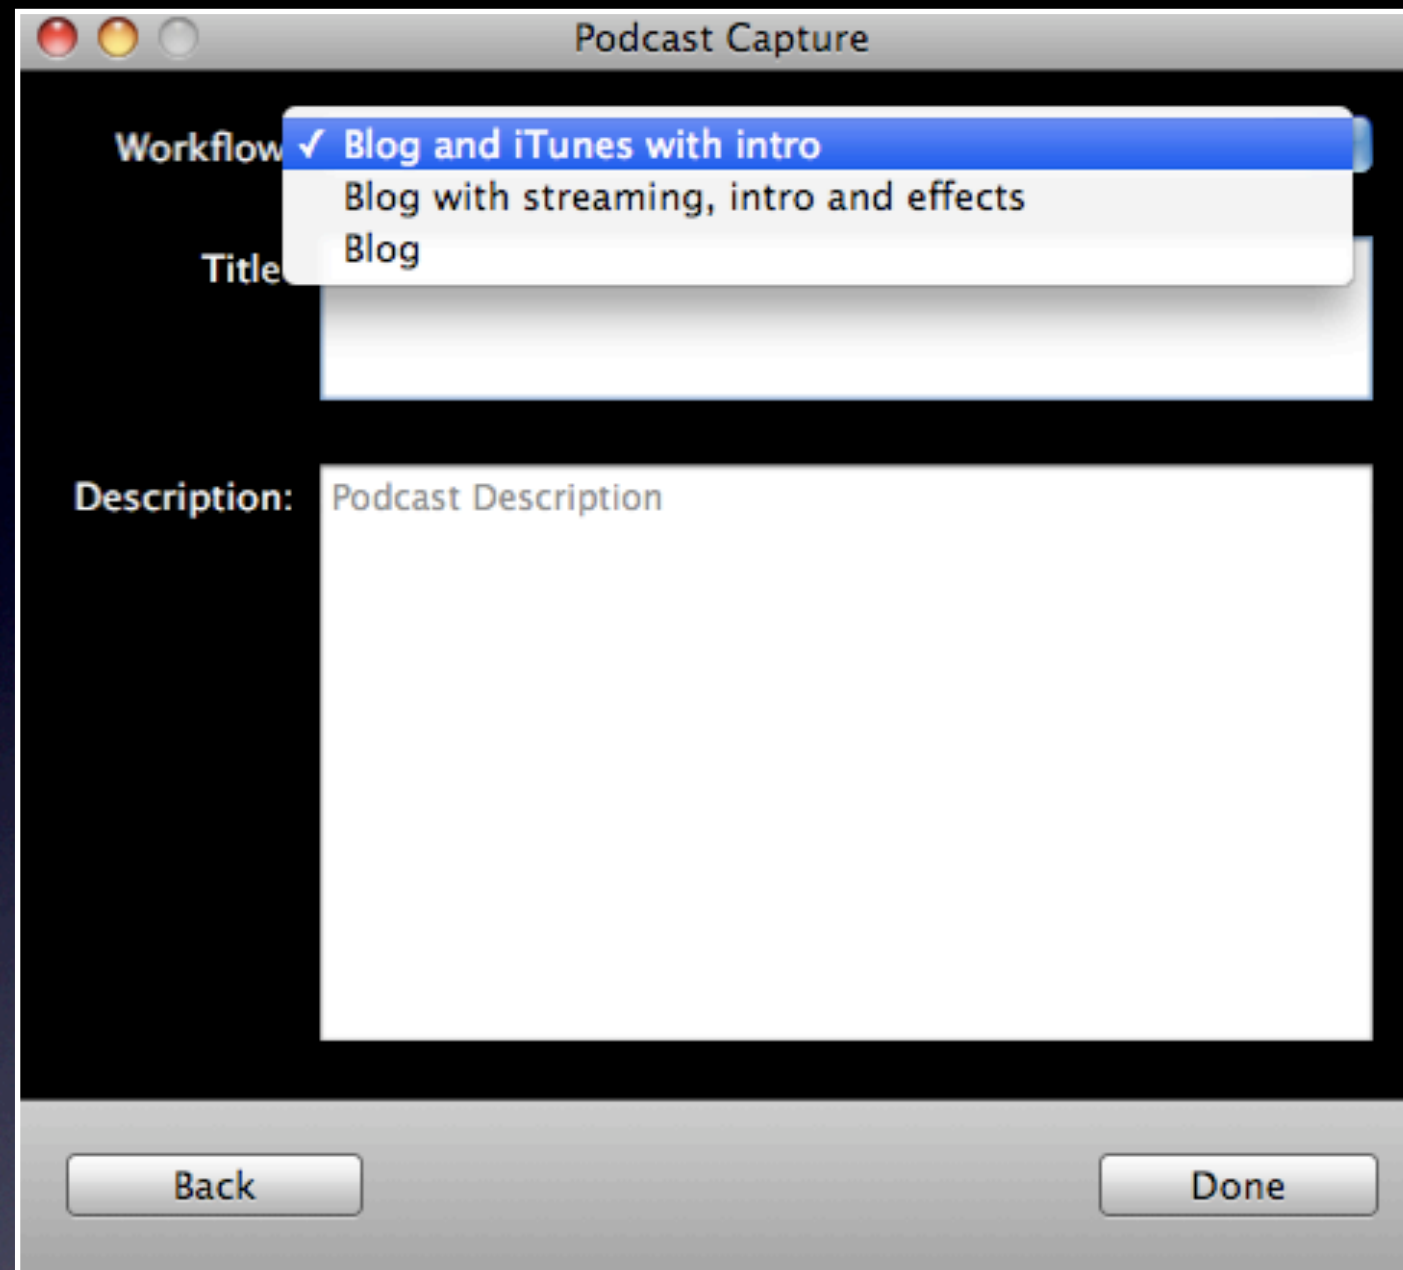 Podcast Capture
Workflow
✓ Blog and iTunes with intro
Blog with streaming, intro and effects
Blog
Title
Description:
Podcast Description
Back
Done